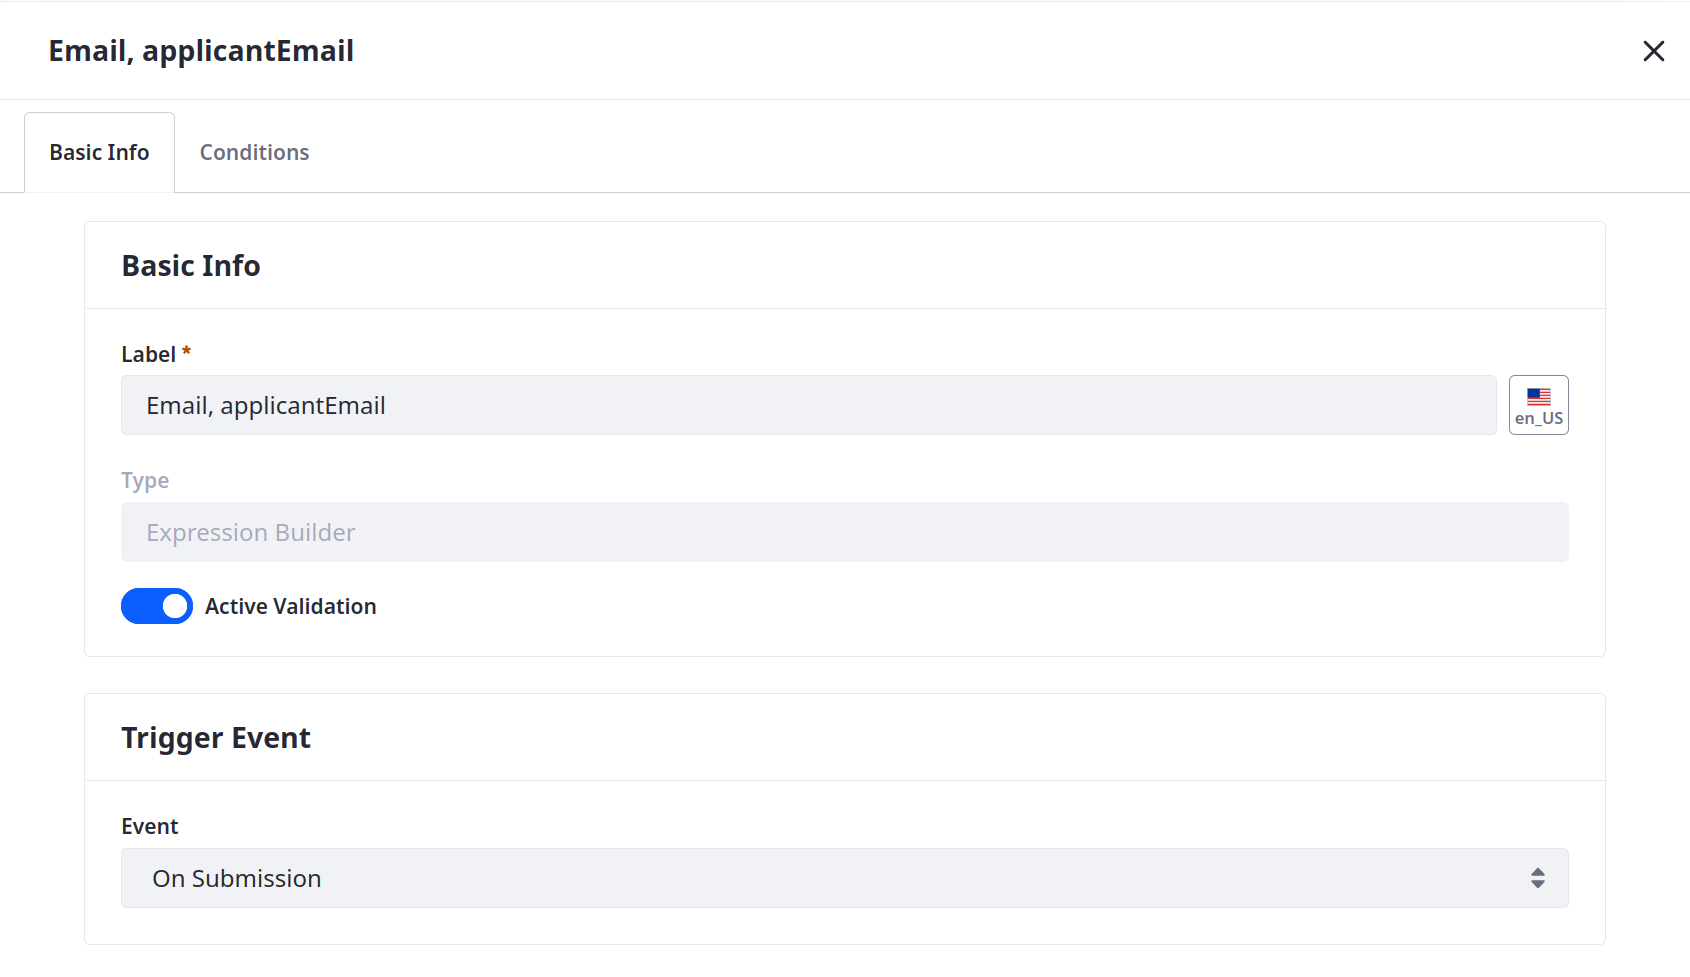 Email, applicantEmail
Basic Info
Conditions
Basic Info
Label *
Email, applicantEmail
en_US
Type
Expression Builder
Active Validation
Trigger Event
Event
On Submission